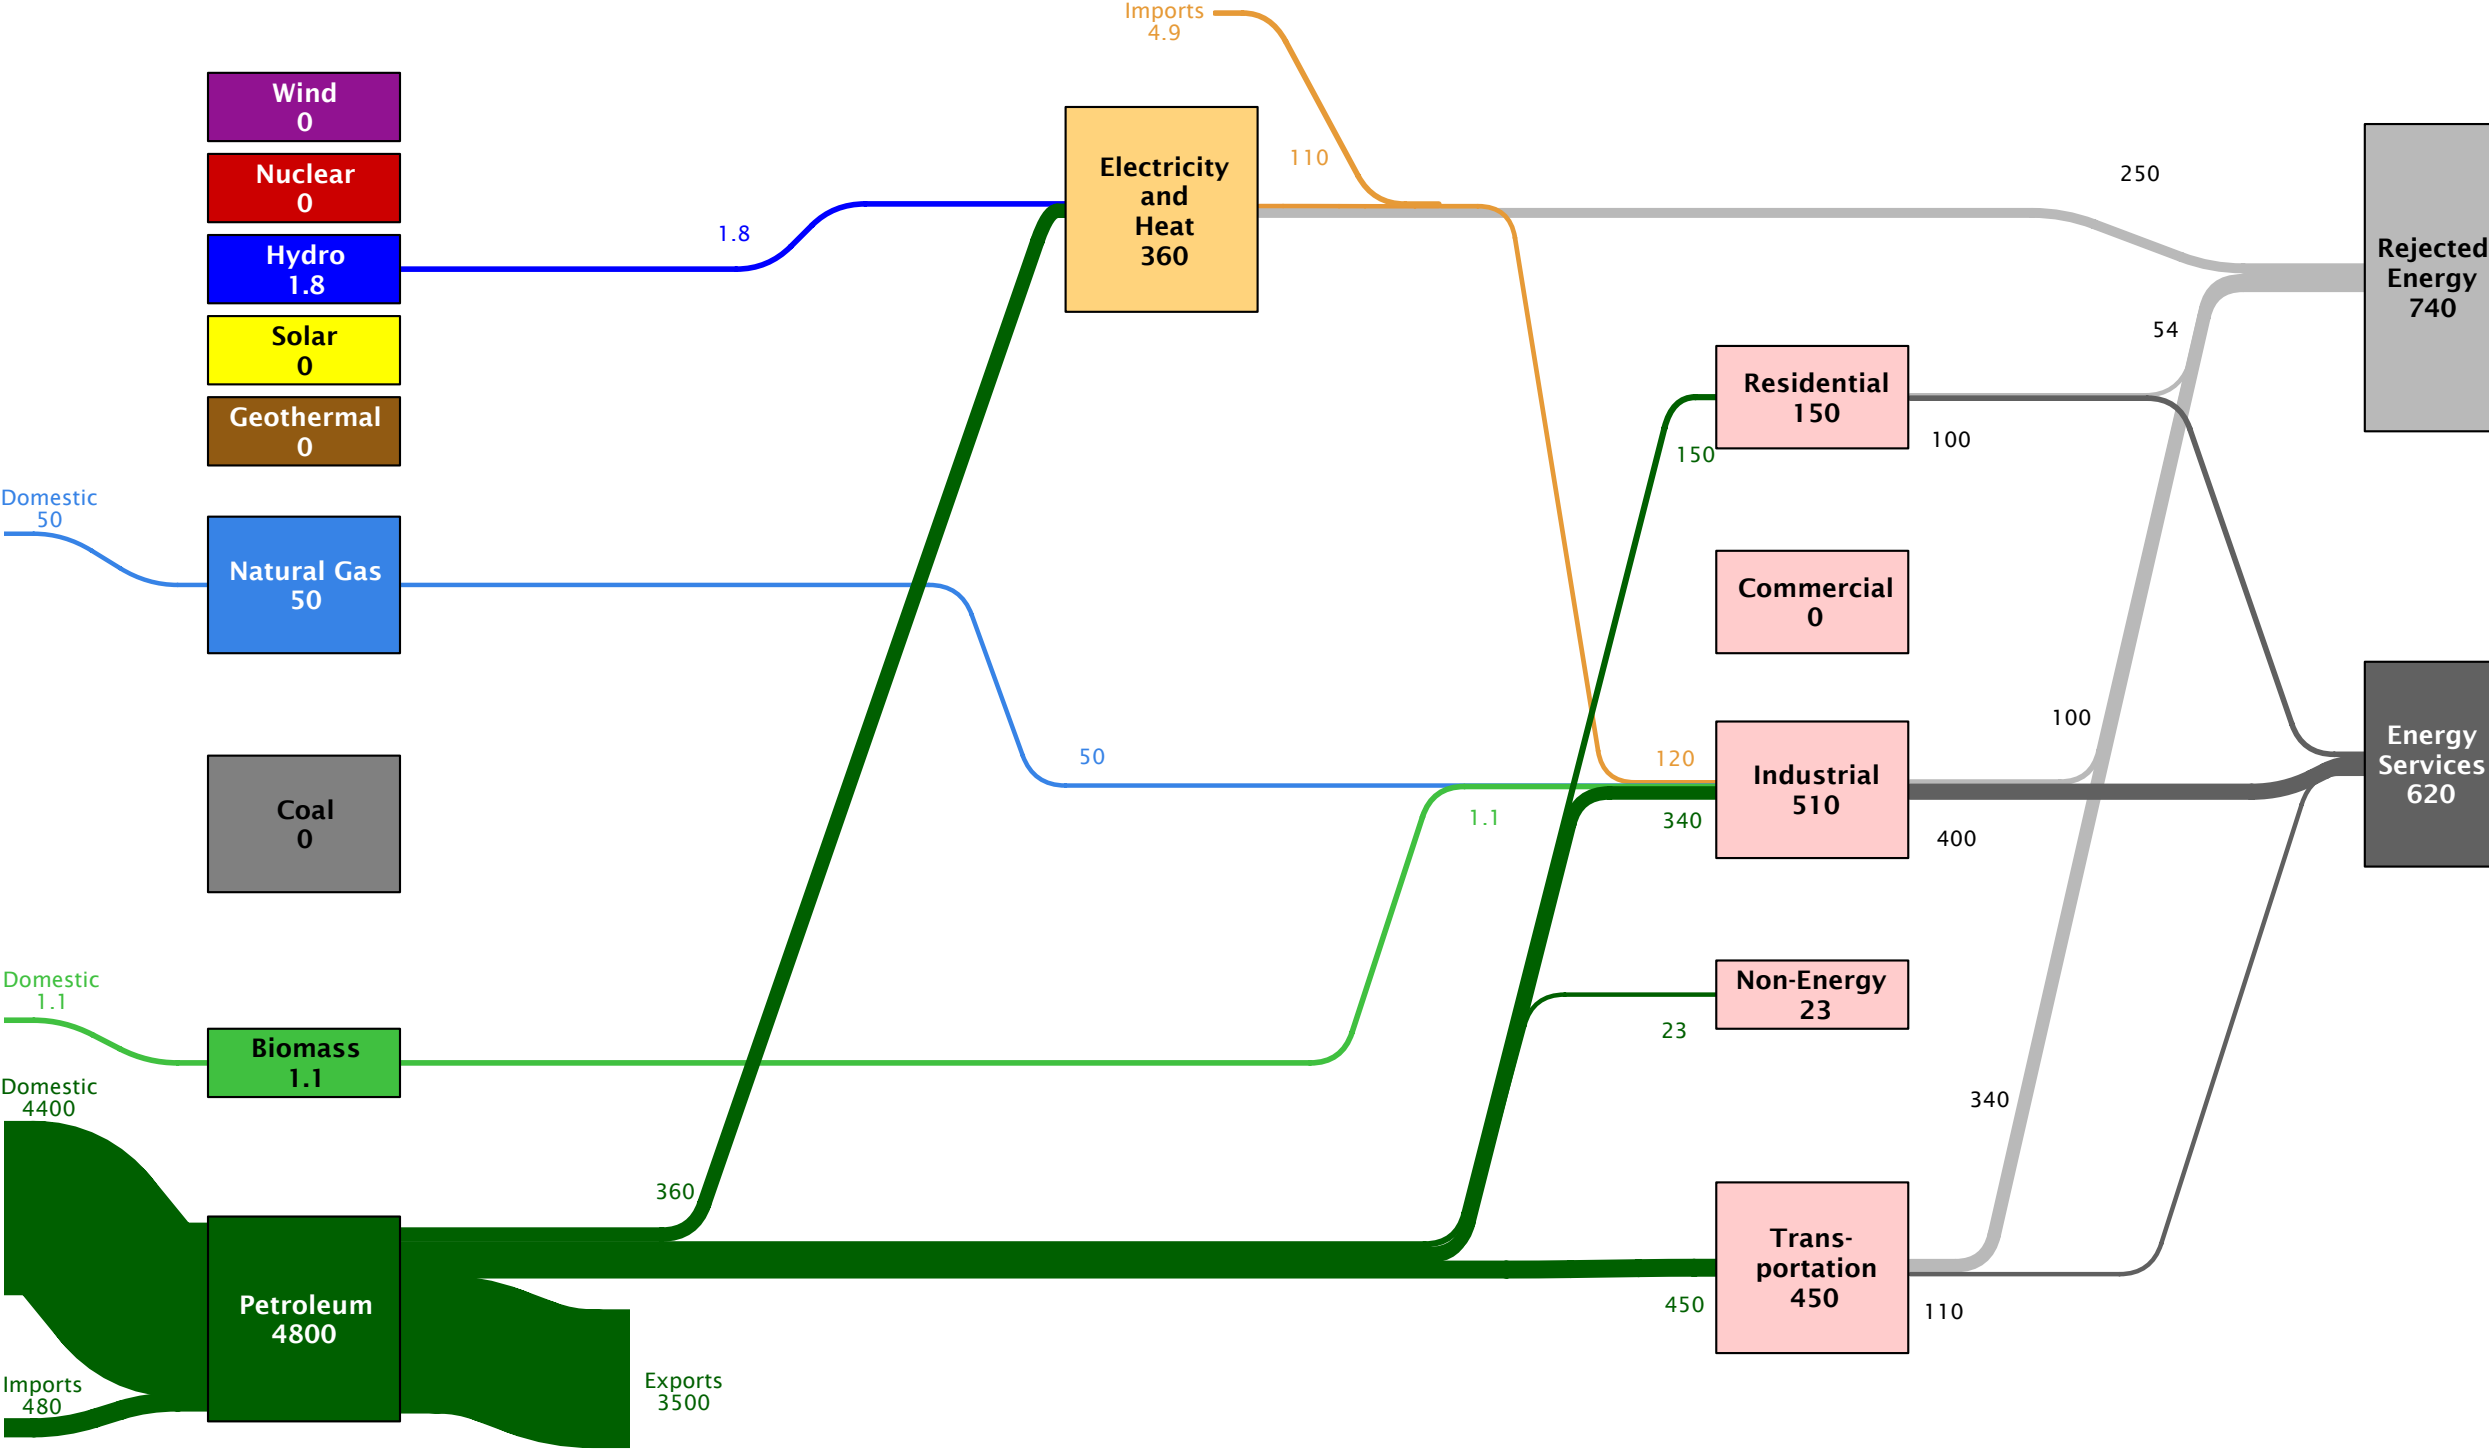 Imports
4.9
Wind
0
Nuclear
0
Hydro
1.8
Solar
0
Geothermal
0
Domestic
50
Natural Gas
50
Coal
0
Domestic
1.1
Biomass
1.1
Domestic
4400
Petroleum
4800
Imports
480
Exports
3500
1.8
360
50
1.1
Electricity
and
Heat
360
110
250
Residential
150
150
100
54
Commercial
0
120
340
Industrial
510
100
400
Non-Energy
23
23
Trans-
portation
450
450
340
110
Rejected
Energy
740
Energy
Services
620